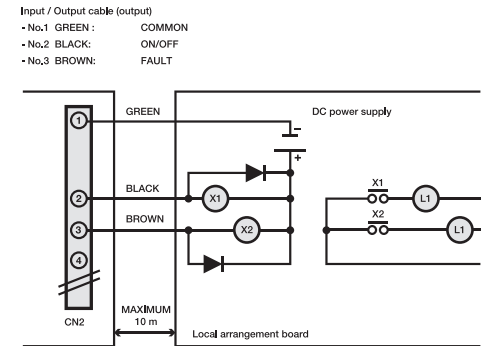 Input / Output cable (output)
- No.1 GREEN : COMMON
- No.2 BLACK: ON/OFF
- No.3 BROWN: FAULT
1
GREEN
DC power supply
-
+
2
BLACK
X1
X1
L1
3
BROWN
X2
X2
L1
4
CN2
MAXIMUM
10 m
Local arrangement board